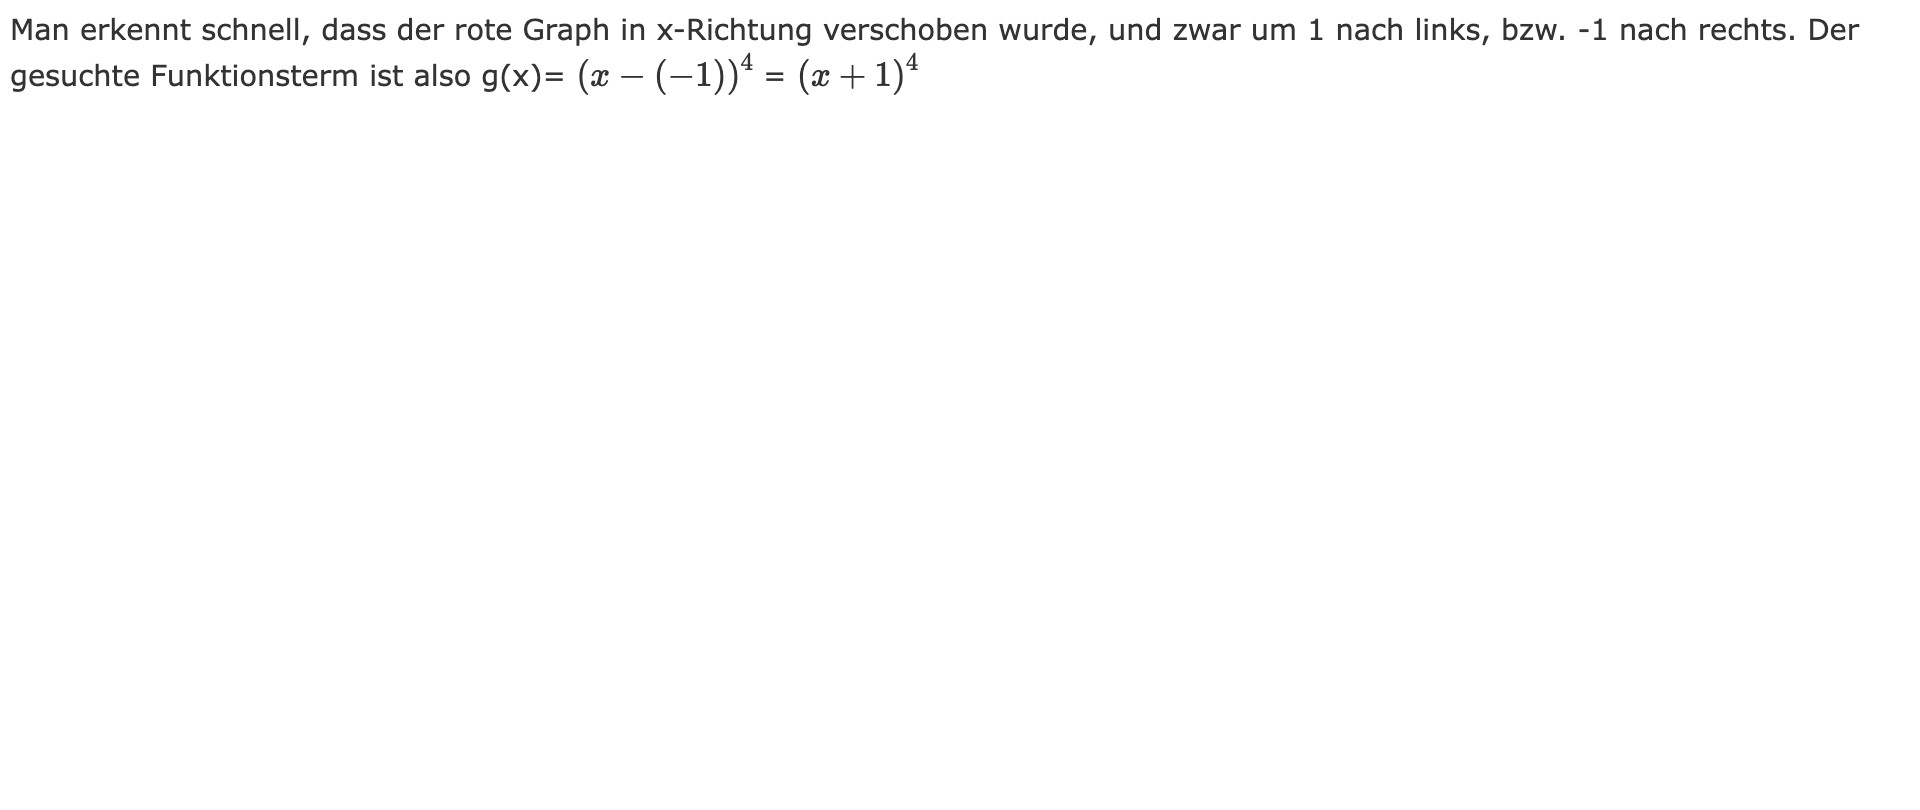 Man erkennt schnell, dass der rote Graph in x-Richtung verschoben wurde, und zwar um 1 nach links, bzw. -1 nach rechts. Der
gesuchte Funktionsterm ist also g(x)= (x − (−1))⁴ = (x + 1)⁴